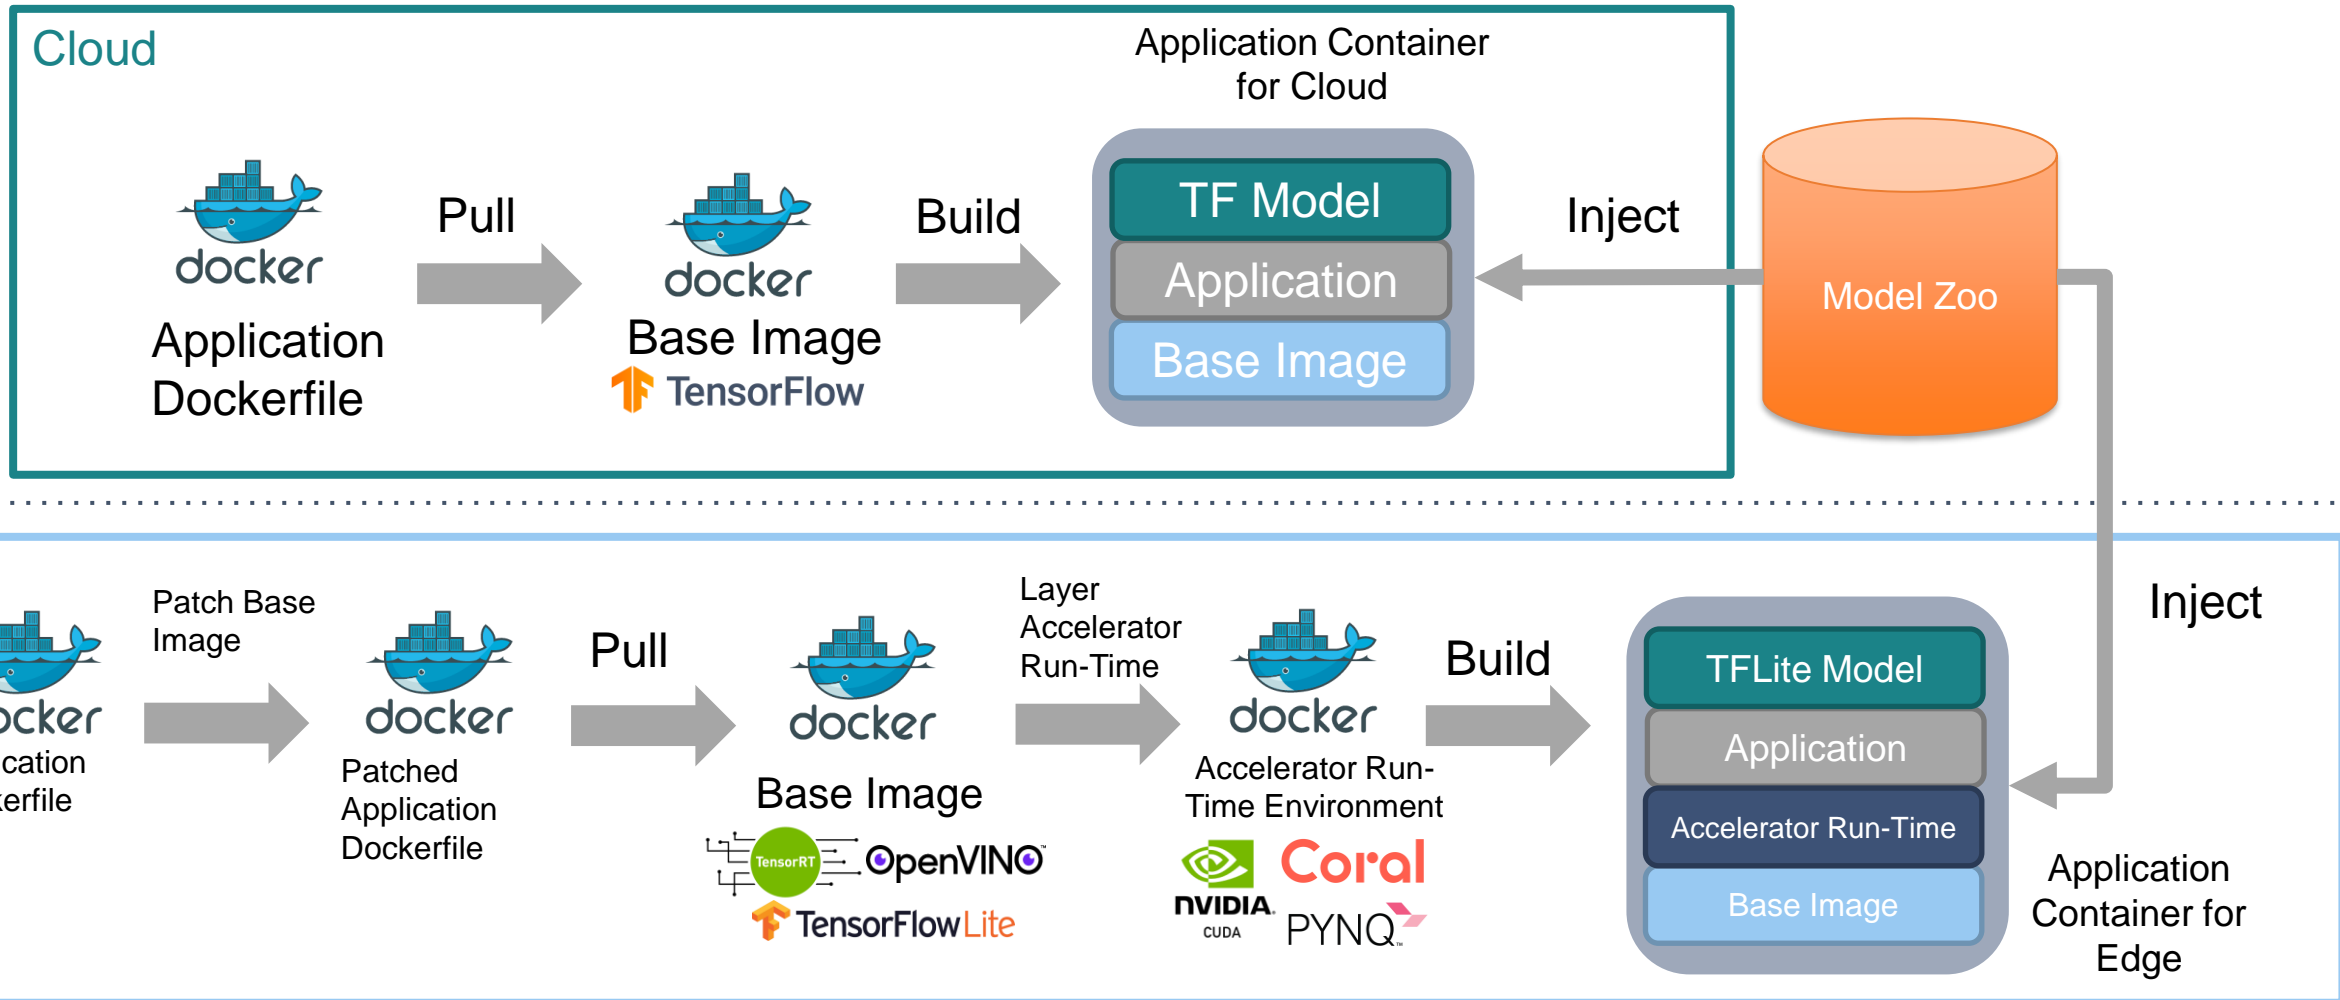 Cloud
Application Container
for Cloud
docker
Application
Dockerfile
Pull
docker
Base Image
TensorFlow
Build
TF Model
Application
Base Image
Inject
Model Zoo
Patch Base
Image
docker
Patched
Application
Dockerfile
Pull
docker
Base Image
TensorRT
OpenVINO
TensorFlow Lite
Layer
Accelerator
Run-Time
docker
Accelerator Run-
Time Environment
NVIDIA.
CUDA
Coral
PYNQ
Build
TFLite Model
Application
Accelerator Run-Time
Base Image
Inject
Application
Container for
Edge